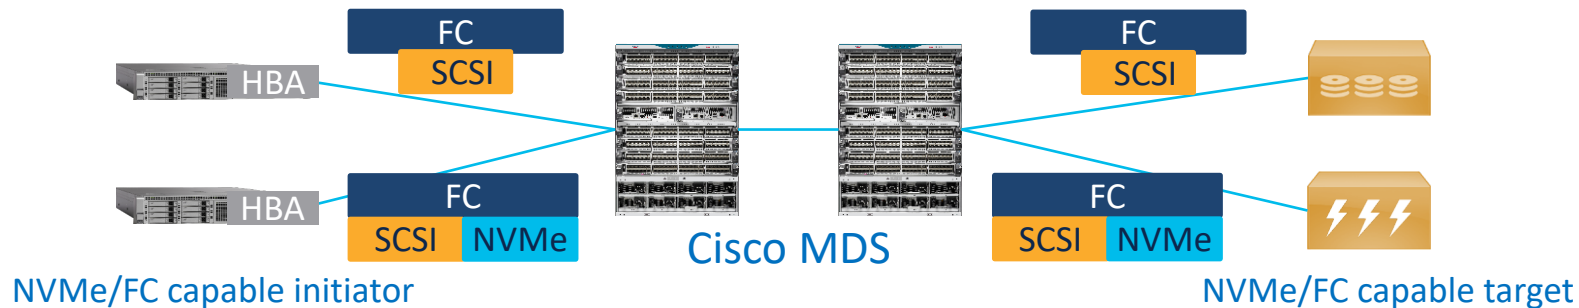 FC
SCSI
HBA
FC
SCSI
HBA
FC
SCSI NVMe
Cisco MDS
FC
SCSI NVMe
NVMe/FC capable initiator
NVMe/FC capable target